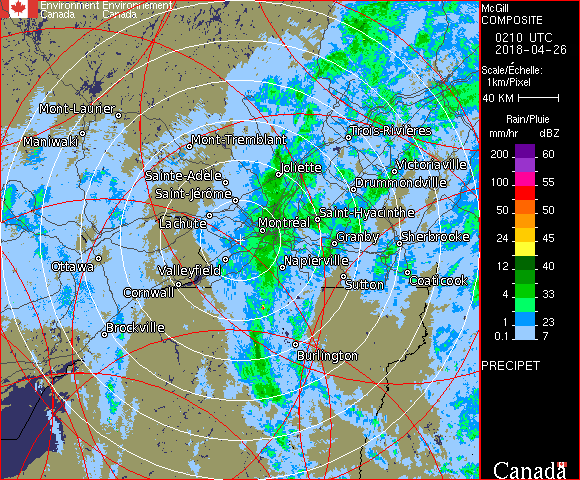 Environment Environnement
Canada Canada
McGill
COMPOSITE
0210 UTC
2018-04-26
Scale/Échelle:
1km/Pixel
40 KM
Rain/Pluie
mm/hr dBZ
200 60
100 55
50 50
24 45
12 40
4 33
1 23
0.1 7
PRECIPET
Canada
Mont-Laurier
Maniwaki
Mont-Tremblant
Trois-Rivières
Sainte-Adèle
Joliette
Victoriaville
Saint-Jérôme
Drummondville
Lachute
Montréal
Saint-Hyacinthe
Granby
Sherbrooke
Ottawa
Valleyfield
Napierville
Cornwall
Sutton
Coaticook
Brockville
Burlington